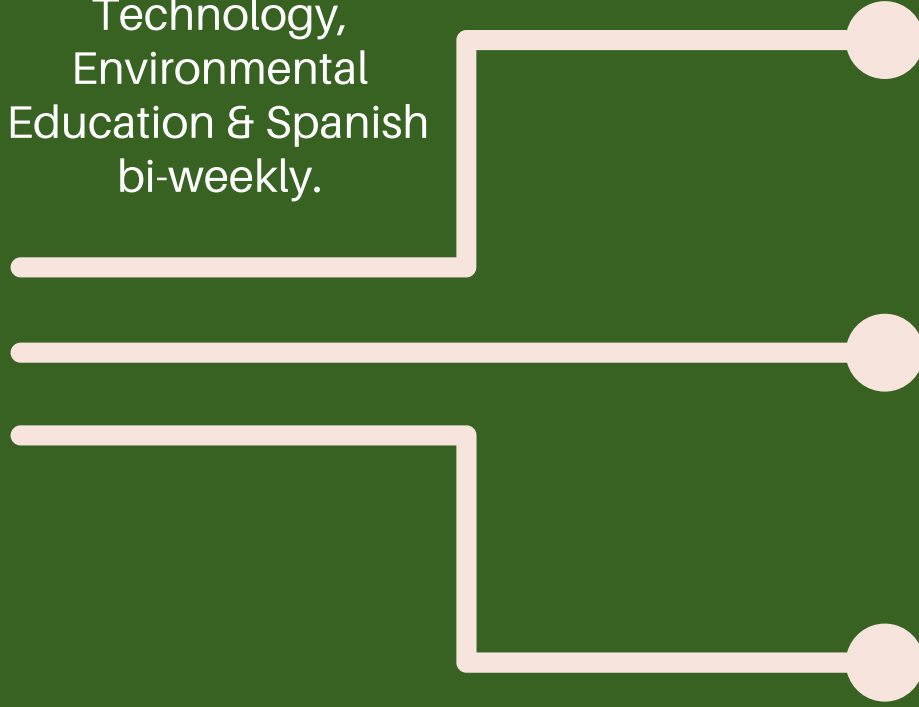 Technology,
Environmental
Education & Spanish
bi-weekly.